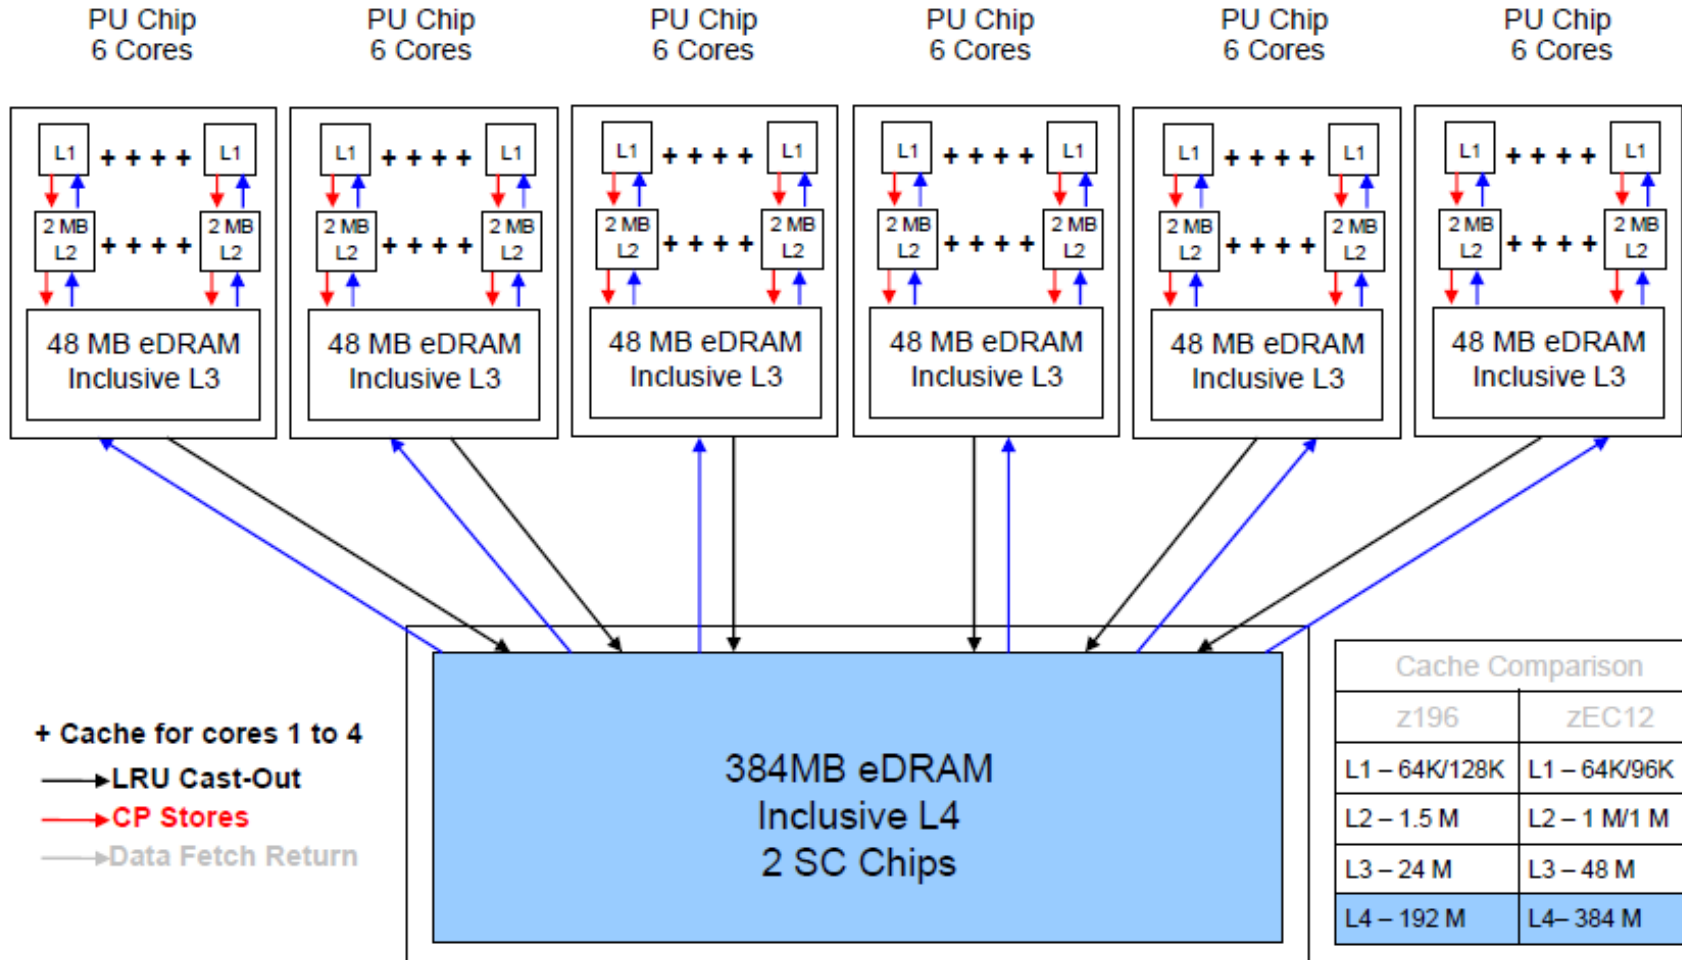 PU Chip
6 Cores
PU Chip
6 Cores
PU Chip
6 Cores
PU Chip
6 Cores
PU Chip
6 Cores
PU Chip
6 Cores
L1 + + + + L1
2 MB L2 + + + + 2 MB L2
48 MB eDRAM
Inclusive L3
L1 + + + + L1
2 MB L2 + + + + 2 MB L2
48 MB eDRAM
Inclusive L3
L1 + + + + L1
2 MB L2 + + + + 2 MB L2
48 MB eDRAM
Inclusive L3
L1 + + + + L1
2 MB L2 + + + + 2 MB L2
48 MB eDRAM
Inclusive L3
L1 + + + + L1
2 MB L2 + + + + 2 MB L2
48 MB eDRAM
Inclusive L3
L1 + + + + L1
2 MB L2 + + + + 2 MB L2
48 MB eDRAM
Inclusive L3
+ Cache for cores 1 to 4
LRU Cast-Out
CP Stores
Data Fetch Return
384MB eDRAM
Inclusive L4
2 SC Chips
Cache Comparison
z196 zEC12
L1 – 64K/128K L1 – 64K/96K
L2 – 1.5 M L2 – 1 M/1 M
L3 – 24 M L3 – 48 M
L4 – 192 M L4– 384 M